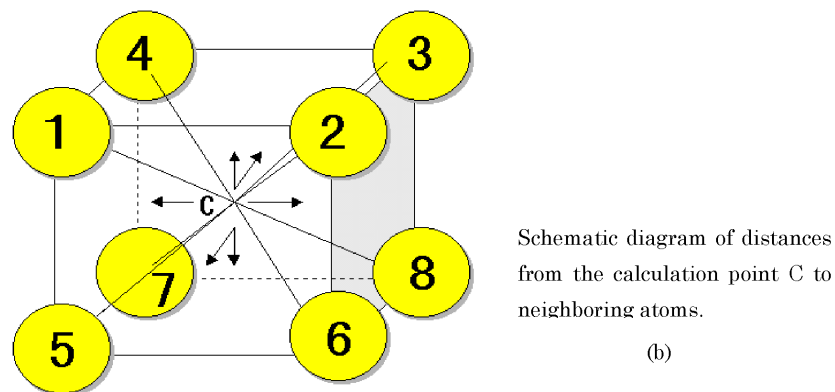 4 3
1 2
C
7 8
5 6
Schematic diagram of distances
from the calculation point C to
neighboring atoms.
(b)